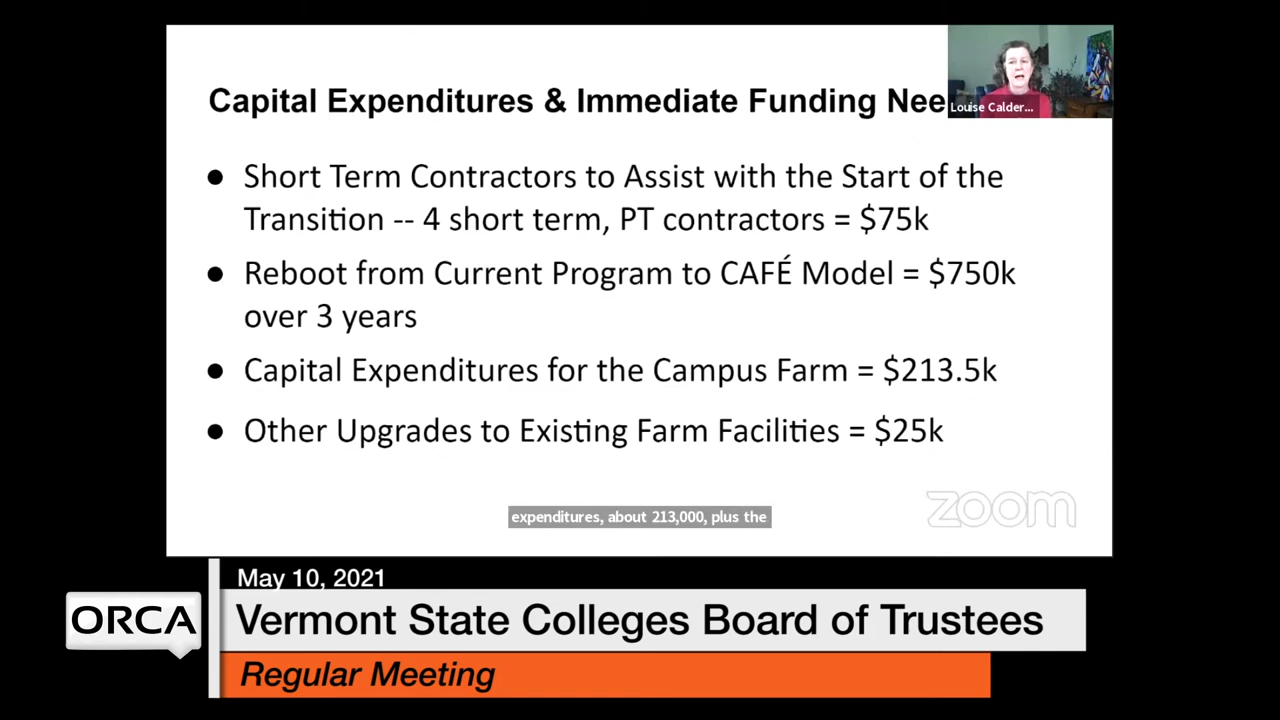 Capital Expenditures & Immediate Funding Nee
Louise Calder...
● Short Term Contractors to Assist with the Start of the
Transition -- 4 short term, PT contractors = $75k
● Reboot from Current Program to CAFÉ Model = $750k
over 3 years
● Capital Expenditures for the Campus Farm = $213.5k
● Other Upgrades to Existing Farm Facilities = $25k
expenditures, about 213,000, plus the
zoom
May 10, 2021
ORCA
Vermont State Colleges Board of Trustees
Regular Meeting